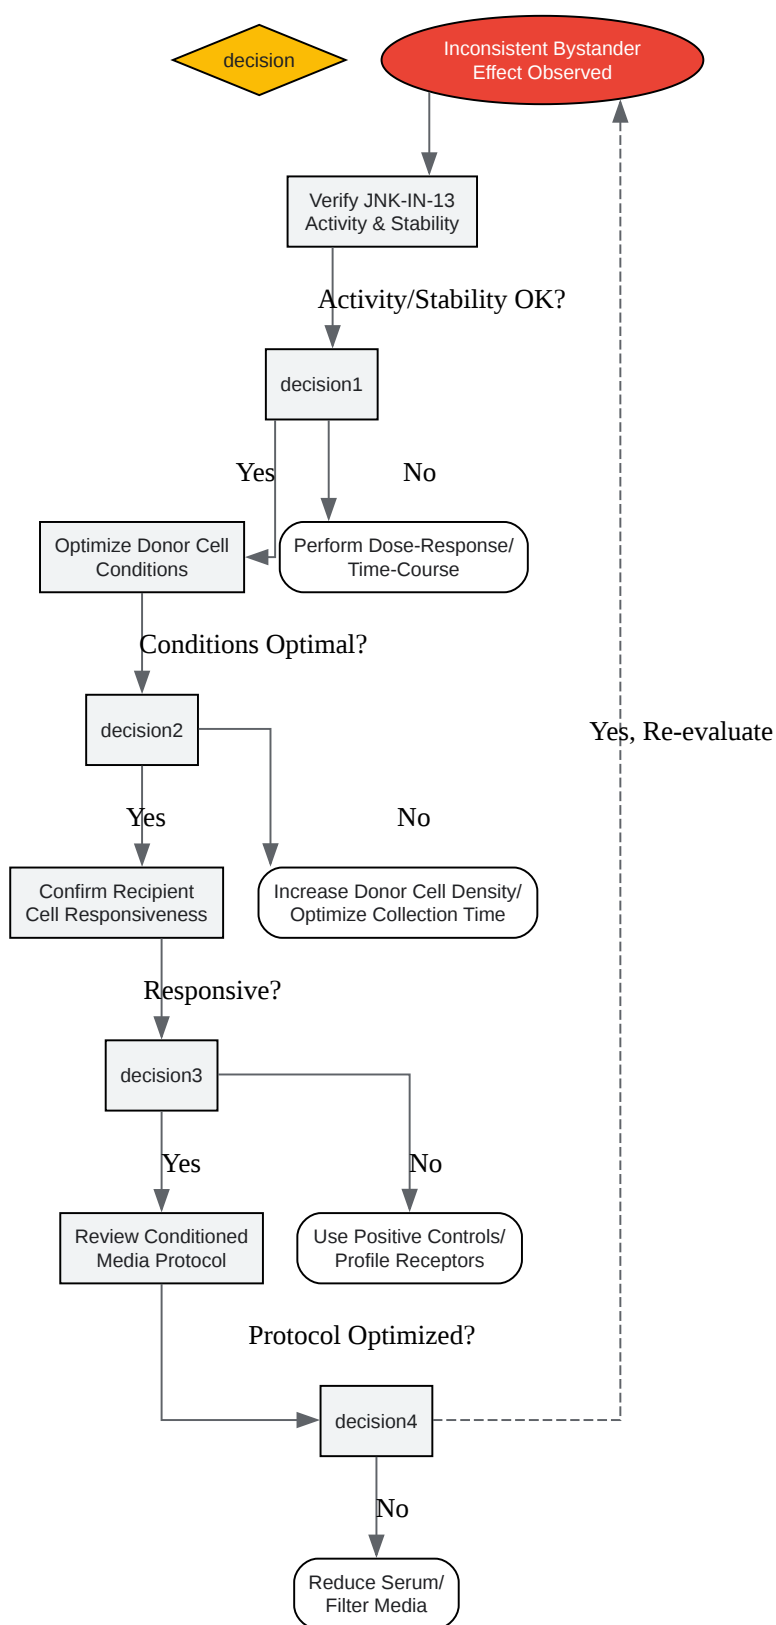 decision
Inconsistent Bystander
Effect Observed
Verify JNK-IN-13
Activity & Stability
Activity/Stability OK?
decision1
Yes
No
Optimize Donor Cell
Conditions
Perform Dose-Response/
Time-Course
Conditions Optimal?
decision2
Yes, Re-evaluate
Yes
No
Confirm Recipient
Cell Responsiveness
Increase Donor Cell Density/
Optimize Collection Time
Responsive?
decision3
Yes
No
Review Conditioned
Media Protocol
Use Positive Controls/
Profile Receptors
Protocol Optimized?
decision4
No
Reduce Serum/
Filter Media